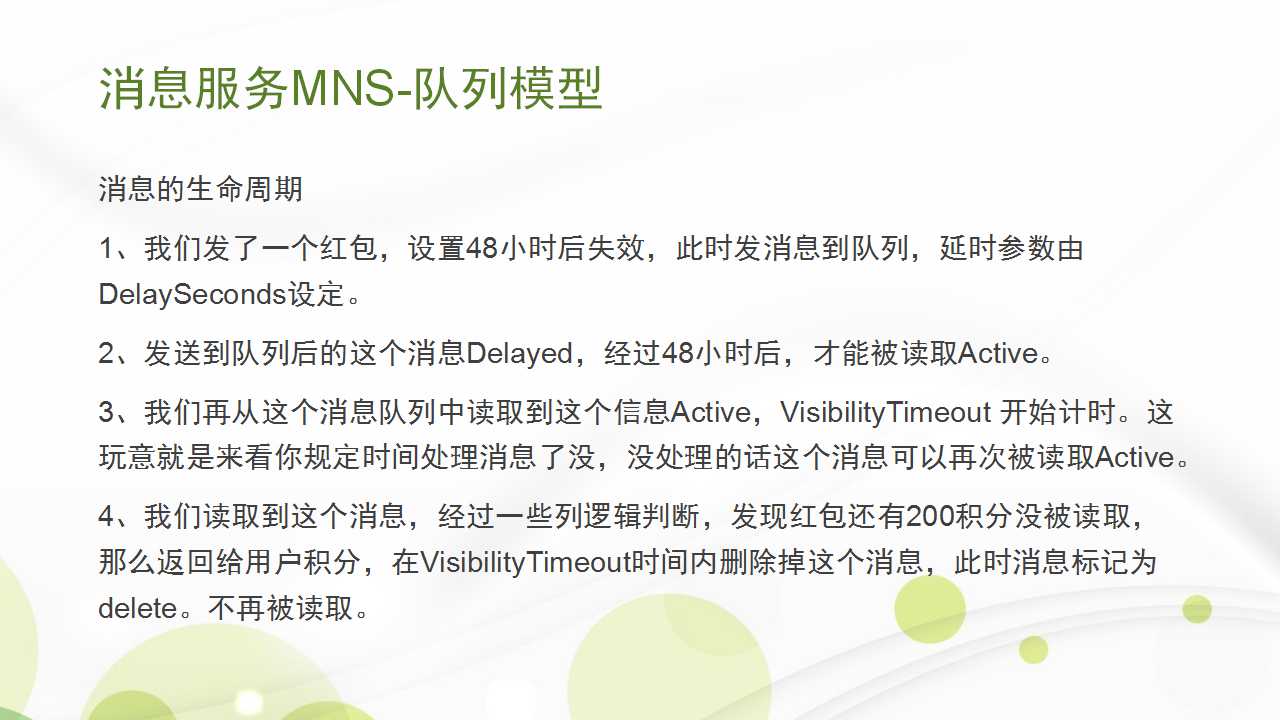 消息服务MNS-队列模型
消息的生命周期
1、我们发了一个红包，设置48小时后失效，此时发消息到队列，延时参数由
DelaySeconds设定。
2、发送到队列后的这个消息Delayed，经过48小时后，才能被读取Active。
3、我们再从这个消息队列中读取到这个信息Active，VisibilityTimeout 开始计时。这
玩意就是来看你规定时间处理消息了没，没处理的话这个消息可以再次被读取Active。
4、我们读取到这个消息，经过一些列逻辑判断，发现红包还有200积分没被读取，
那么返回给用户积分，在VisibilityTimeout时间内删除掉这个消息，此时消息标记为
delete。不再被读取。